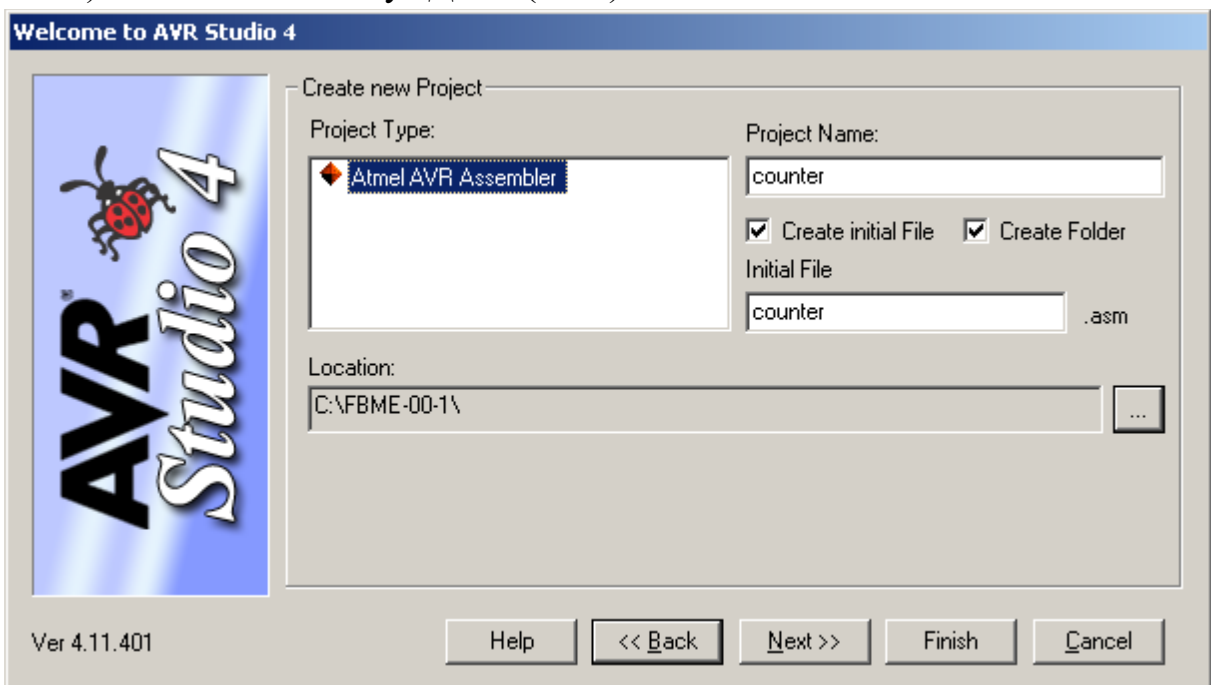 Welcome to AVR Studio 4
Create new Project
Project Type:
Atmel AVR Assembler
Project Name:
counter
Create initial File
Create Folder
Initial File
counter
.asm
Location:
C:\FBME-00-1\
...
AVR
Studio 4
Ver 4.11.401
Help
<< Back
Next >>
Finish
Cancel